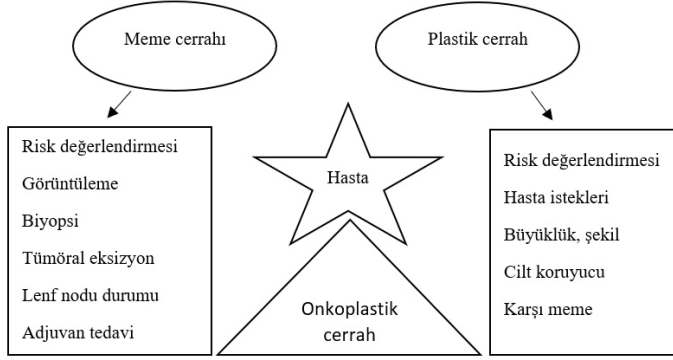 Meme cerrahı
Plastik cerrah
Risk değerlendirmesi
Görüntüleme
Biyopsi
Tümöral eksizyon
Lenf nodu durumu
Adjuvan tedavi
Hasta
Onkoplastik
cerrah
Risk değerlendirmesi
Hasta istekleri
Büyüklük, şekil
Cilt koruyucu
Karşı meme